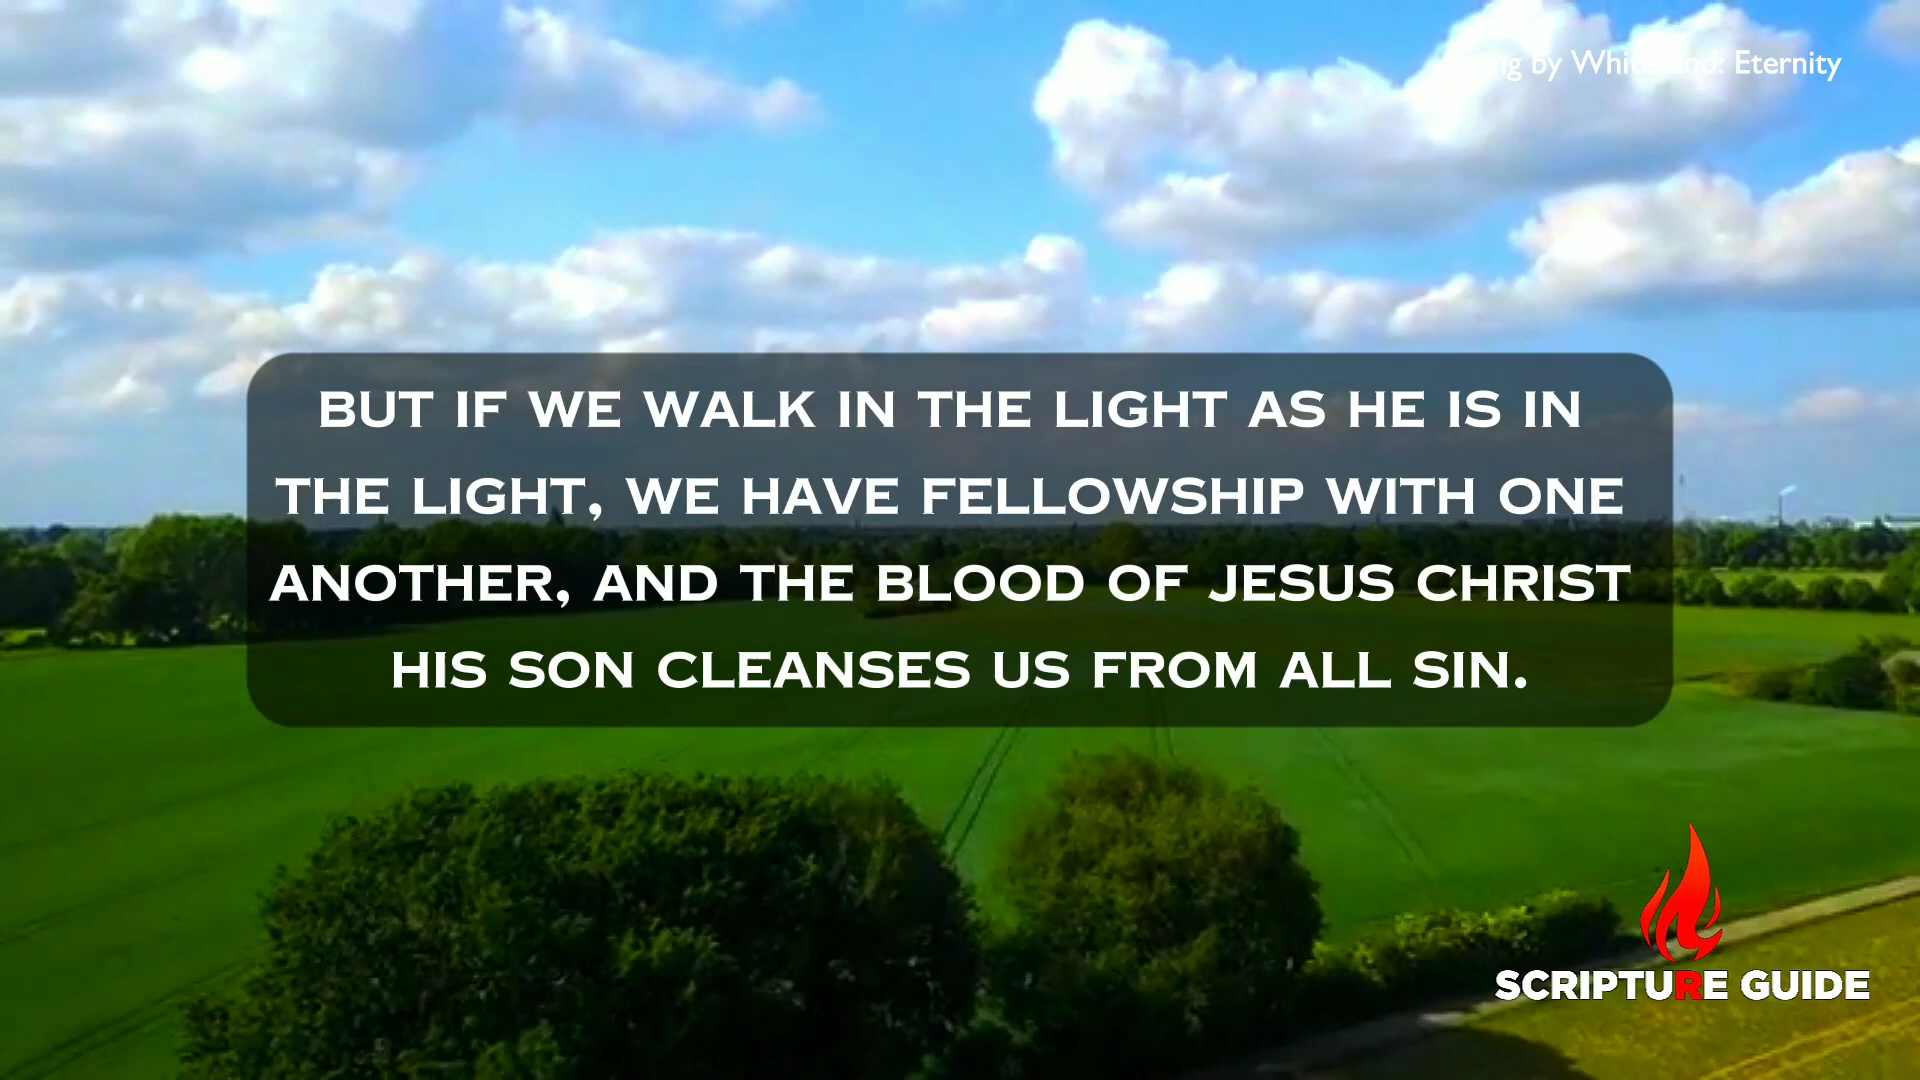 by Eternity
BUT IF WE WALK IN THE LIGHT AS HE IS IN
THE LIGHT, WE HAVE FELLOWSHIP WITH ONE
ANOTHER, AND THE BLOOD OF JESUS CHRIST
HIS SON CLEANSES US FROM ALL SIN.
SCRIPTURE GUIDE